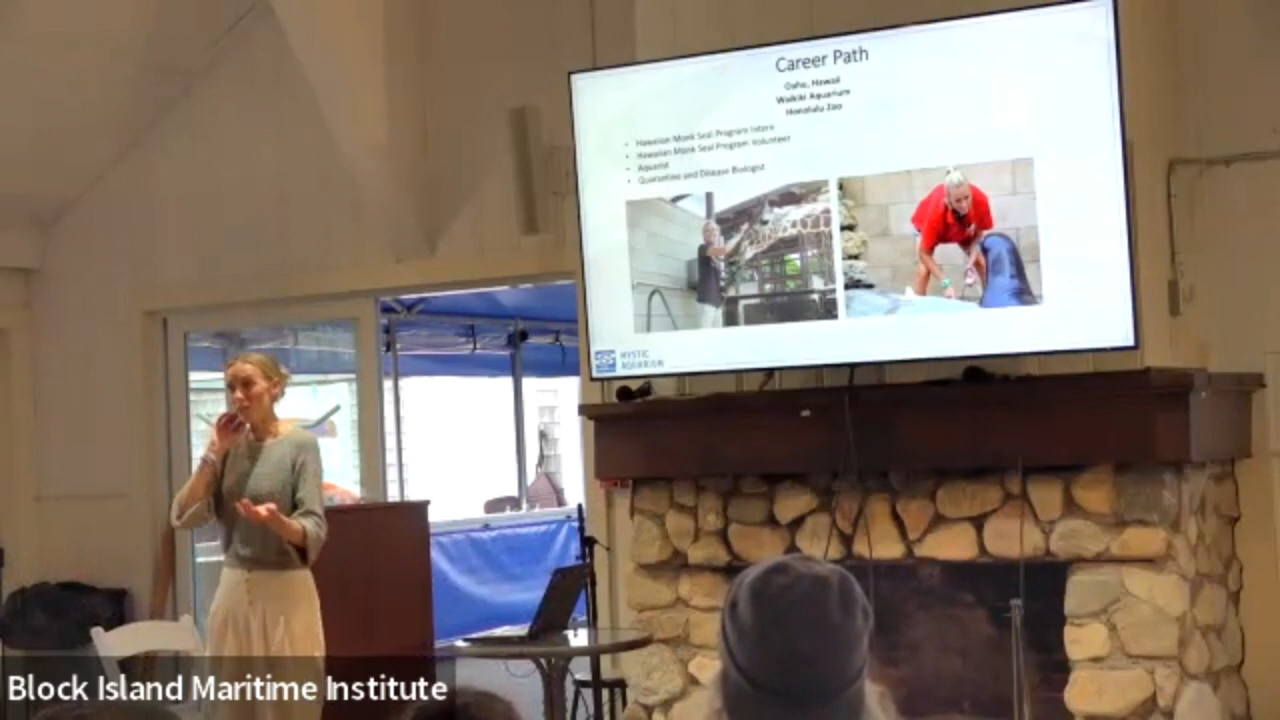 Career Path
Oahu, Hawaii
Waikiki Aquarium
Honolulu Zoo
• Hawaiian Monk Seal Program Intern
• Hawaiian Monk Seal Program Volunteer
• Aquarist
• Quarantine and Disease Biologist
MYSTIC
AQUARIUM
Block Island Maritime Institute